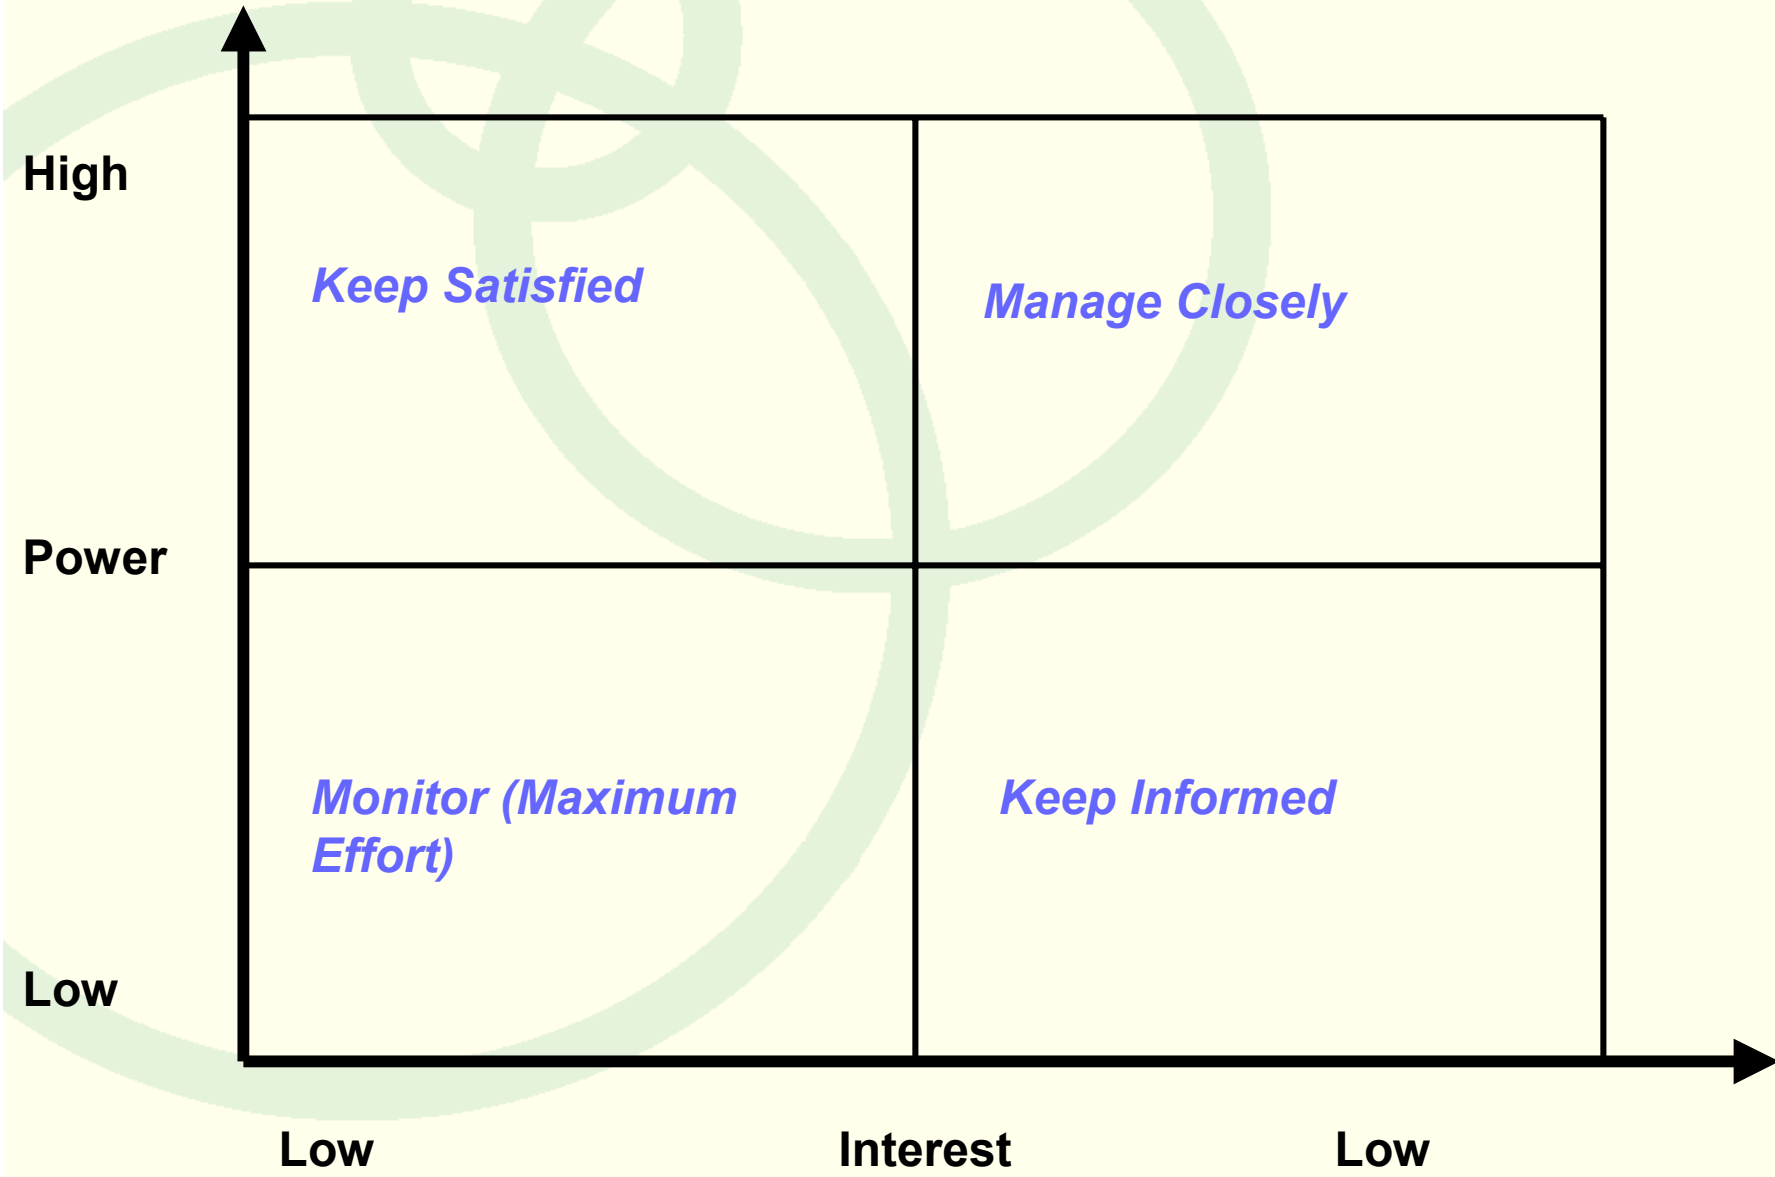 High
Keep Satisfied
Manage Closely
Power
Monitor (Maximum
Effort)
Keep Informed
Low
Low
Interest
Low